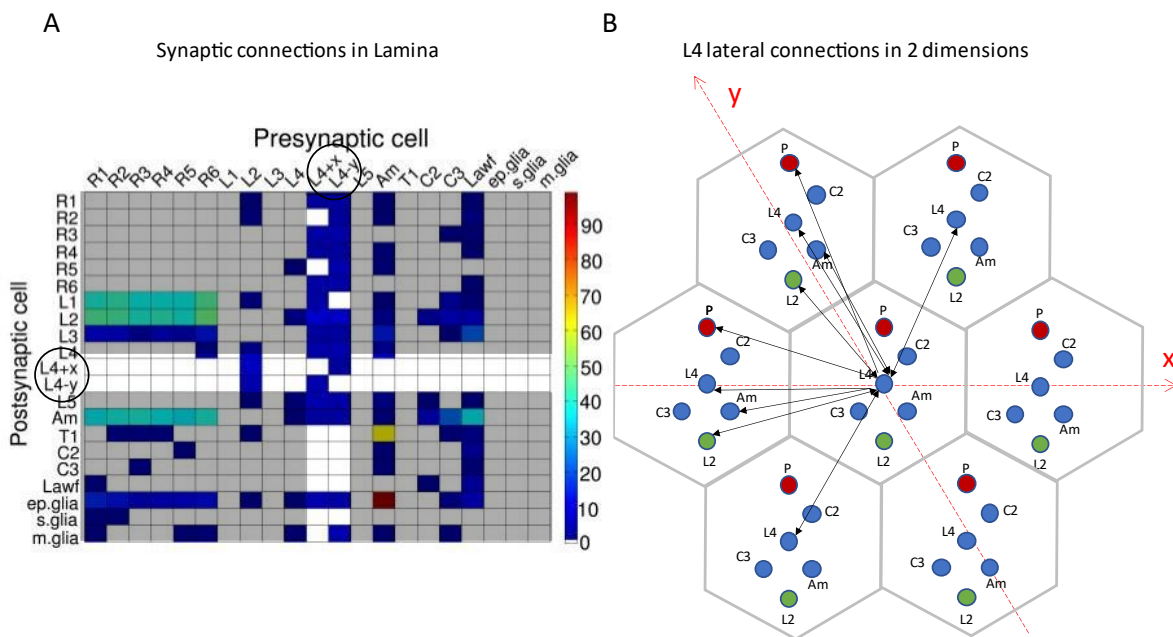 A
Synaptic connections in Lamina
Presynaptic cell
R1 R2 R3 R4 R5 R6 L1 L2 L3 L4 L4+x L4-y L5 Am T1 C2 C3 Lawf ep.glia s.glia m.glia
Postsynaptic cell
R1
R2
R3
R4
R5
R6
L1
L2
L3
L4
L4+x
L4-y
L5
Am
T1
C2
C3
Lawf
ep.glia
s.glia
m.glia
90
80
70
60
50
40
30
20
10
0
B
L4 lateral connections in 2 dimensions
y
x
P
C2
L4
C3
Am
L2
P
C2
L4
C3
Am
L2
P
C2
L4
C3
Am
L2
P
C2
L4
C3
Am
L2
P
C2
L4
C3
Am
L2
P
C2
L4
C3
Am
L2
P
C2
L4
C3
Am
L2